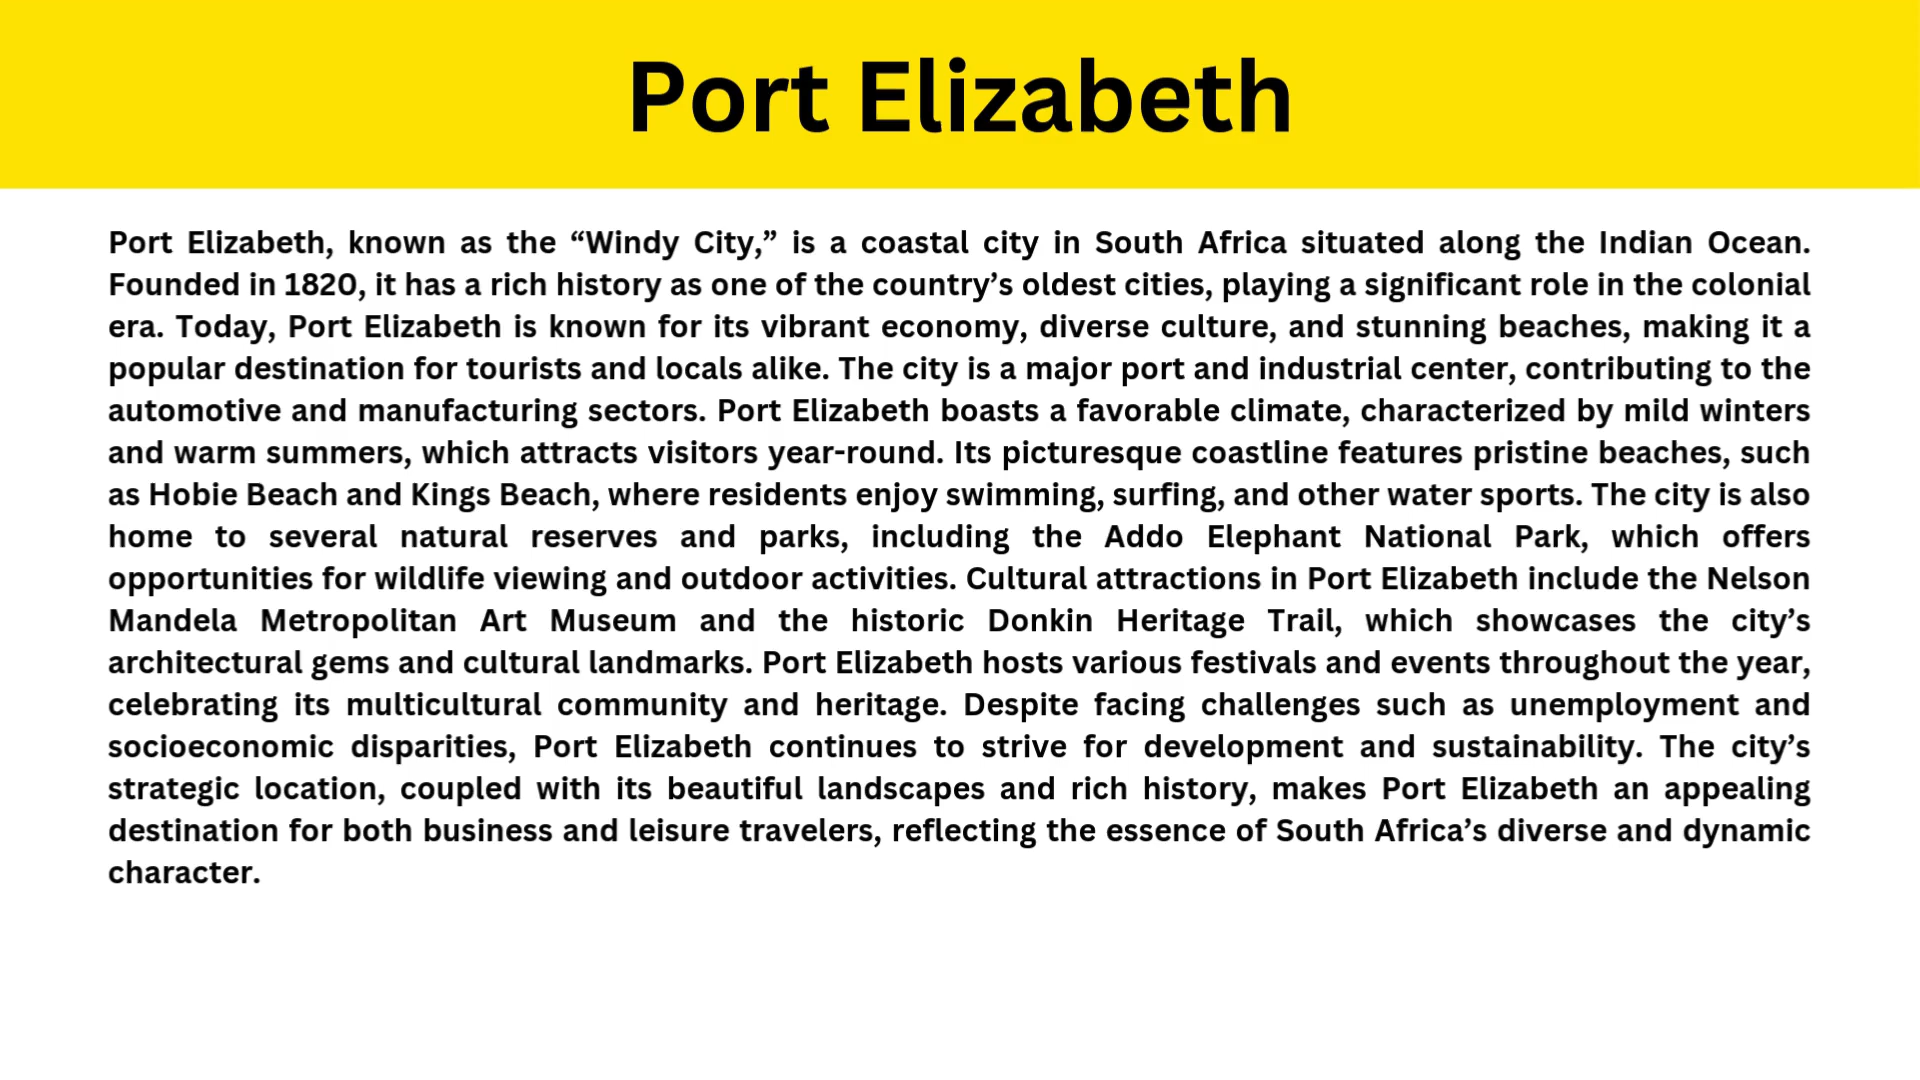 Port Elizabeth
Port Elizabeth, known as the “Windy City,” is a coastal city in South Africa situated along the Indian Ocean.
Founded in 1820, it has a rich history as one of the country’s oldest cities, playing a significant role in the colonial
era. Today, Port Elizabeth is known for its vibrant economy, diverse culture, and stunning beaches, making it a
popular destination for tourists and locals alike. The city is a major port and industrial center, contributing to the
automotive and manufacturing sectors. Port Elizabeth boasts a favorable climate, characterized by mild winters
and warm summers, which attracts visitors year-round. Its picturesque coastline features pristine beaches, such
as Hobie Beach and Kings Beach, where residents enjoy swimming, surfing, and other water sports. The city is also
home to several natural reserves and parks, including the Addo Elephant National Park, which offers
opportunities for wildlife viewing and outdoor activities. Cultural attractions in Port Elizabeth include the Nelson
Mandela Metropolitan Art Museum and the historic Donkin Heritage Trail, which showcases the city’s
architectural gems and cultural landmarks. Port Elizabeth hosts various festivals and events throughout the year,
celebrating its multicultural community and heritage. Despite facing challenges such as unemployment and
socioeconomic disparities, Port Elizabeth continues to strive for development and sustainability. The city’s
strategic location, coupled with its beautiful landscapes and rich history, makes Port Elizabeth an appealing
destination for both business and leisure travelers, reflecting the essence of South Africa’s diverse and dynamic
character.